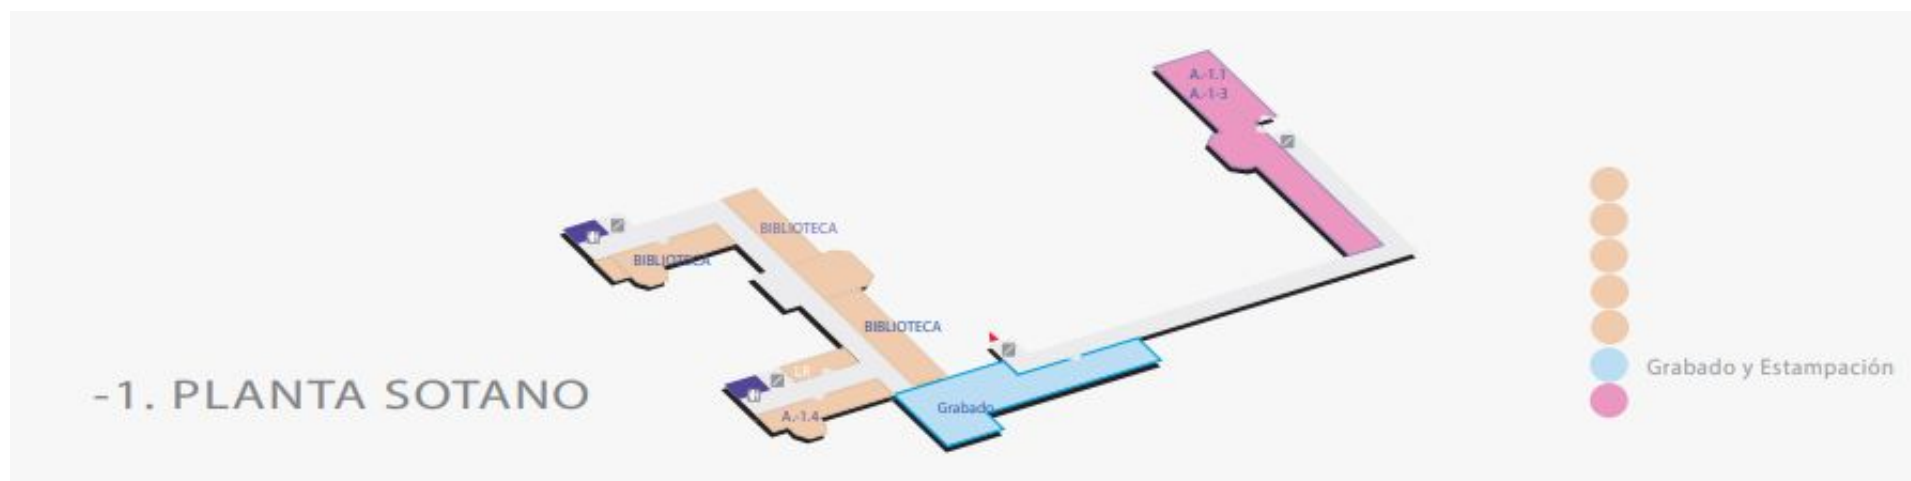 A.-1.1
A.-1-3
BIBLIOTECA
BIBLIOTECA
BIBLIOTECA
Grabado y Estampación
-1. PLANTA SOTANO
A.-1.4
Grabado